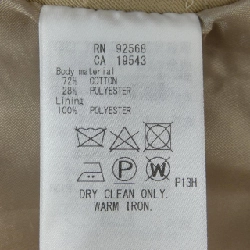 RN 92568
CA 19543
Body material
72% COTTON
28% POLYESTER
Lining
100% POLYESTER
P W P13H
DRY CLEAN ONLY.
WARM IRON.